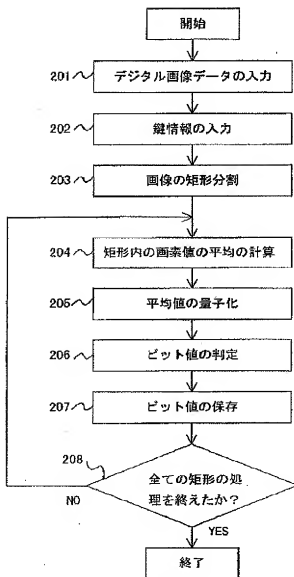 開始
201
デジタル画像データの入力
202
鍵情報の入力
203
画像の矩形分割
204
矩形内の画素値の平均の計算
205
平均値の量子化
206
ビット値の判定
207
ビット値の保存
208
全ての矩形の処
理を終えたか？
NO
YES
終了